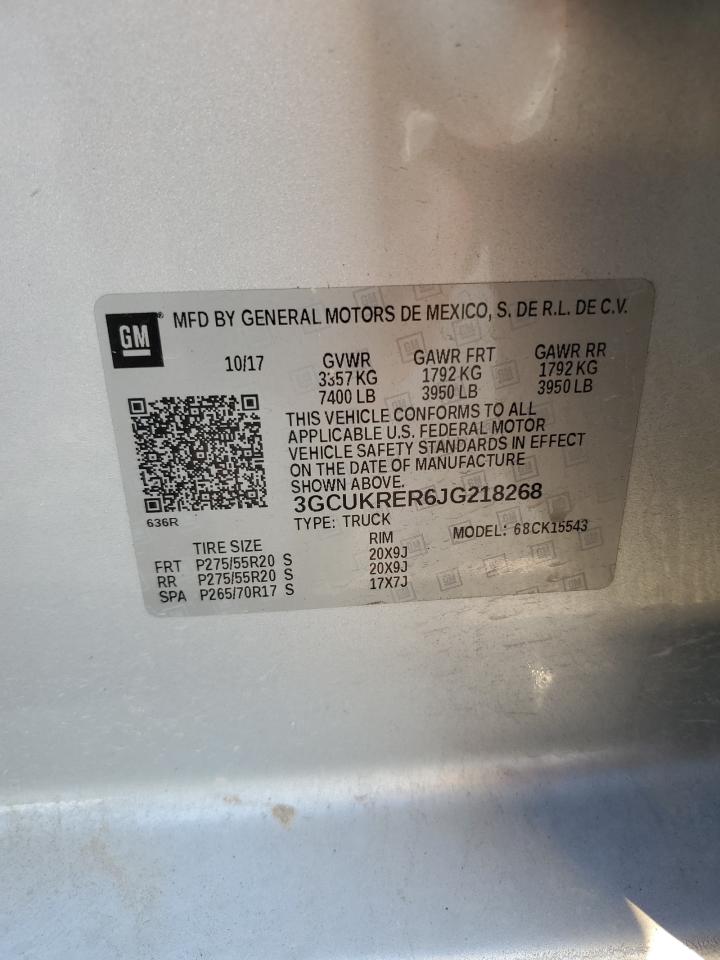 GM ® MFD BY GENERAL MOTORS DE MEXICO, S. DE R.L. DE C.V.
10/17 GVWR GAWR FRT GAWR RR
3357 KG 1792 KG 1792 KG
7400 LB 3950 LB 3950 LB
THIS VEHICLE CONFORMS TO ALL
APPLICABLE U.S. FEDERAL MOTOR
VEHICLE SAFETY STANDARDS IN EFFECT
ON THE DATE OF MANUFACTURE
SHOWN ABOVE.
3GCUKRER6JG218268
636R
TYPE: TRUCK MODEL: 68CK15543
TIRE SIZE RIM
FRT P275/55R20 S 20X9J
RR P275/55R20 S 20X9J
SPA P265/70R17 S 17X7J